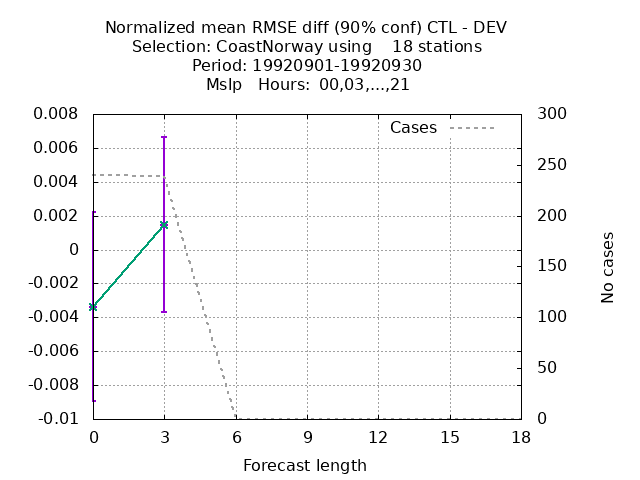 Normalized mean RMSE diff (90% conf) CTL - DEV
Selection: CoastNorway using    18 stations
Period: 19920901-19920930
Mslp   Hours:  00,03,...,21
0.008
0.006
0.004
0.002
0
-0.002
-0.004
-0.006
-0.008
-0.01
Cases
300
250
200
150
100
50
0
No cases
0 3 6 9 12 15 18
Forecast length